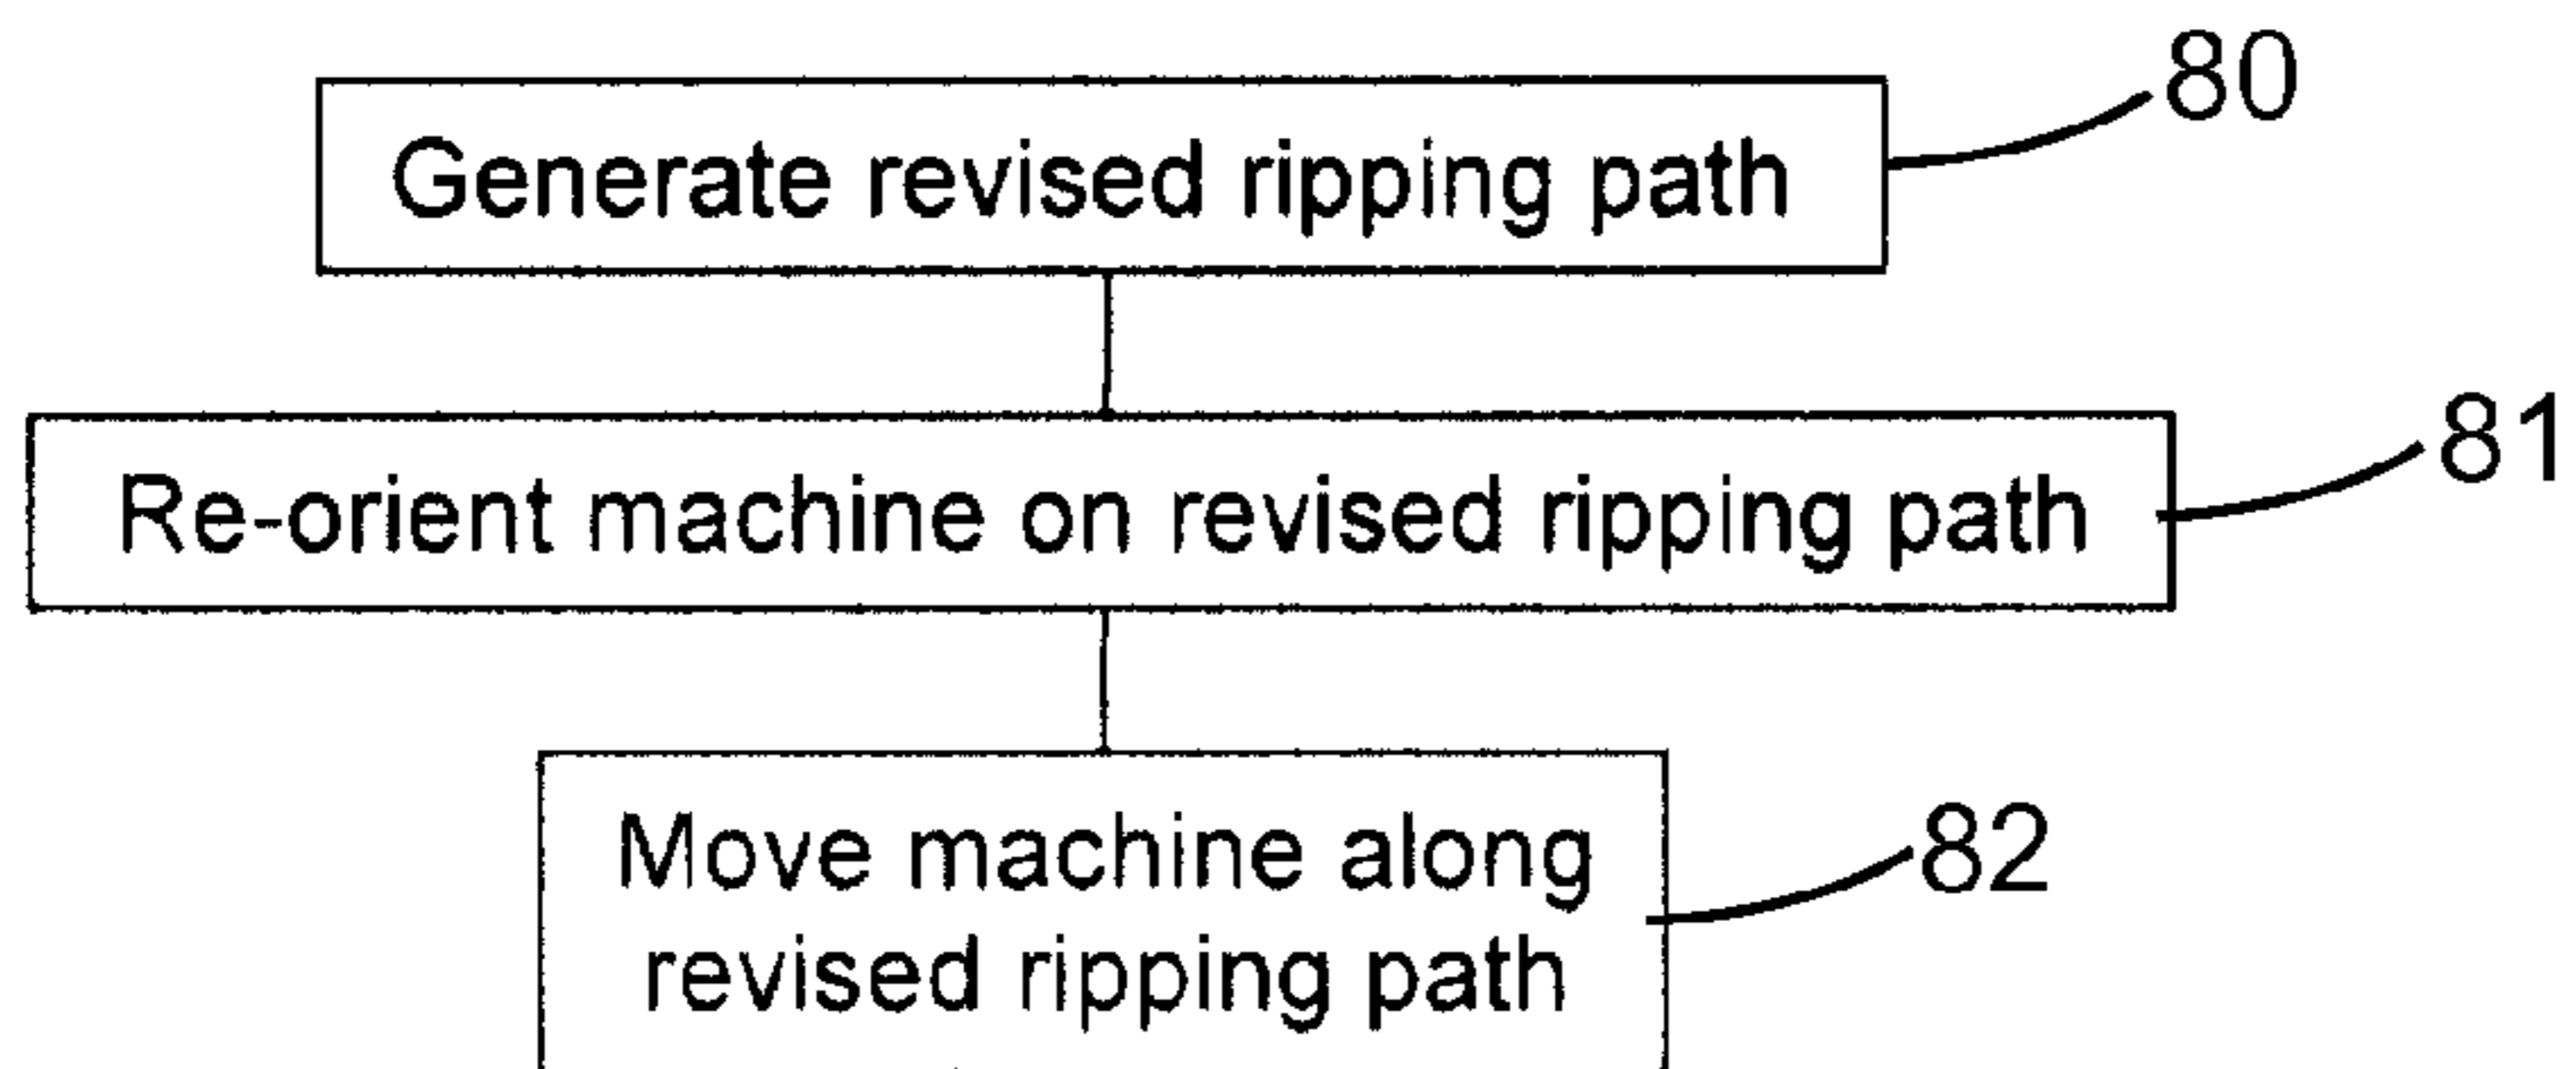 80
Generate revised ripping path
81
Re-orient machine on revised ripping path
82
Move machine along
revised ripping path